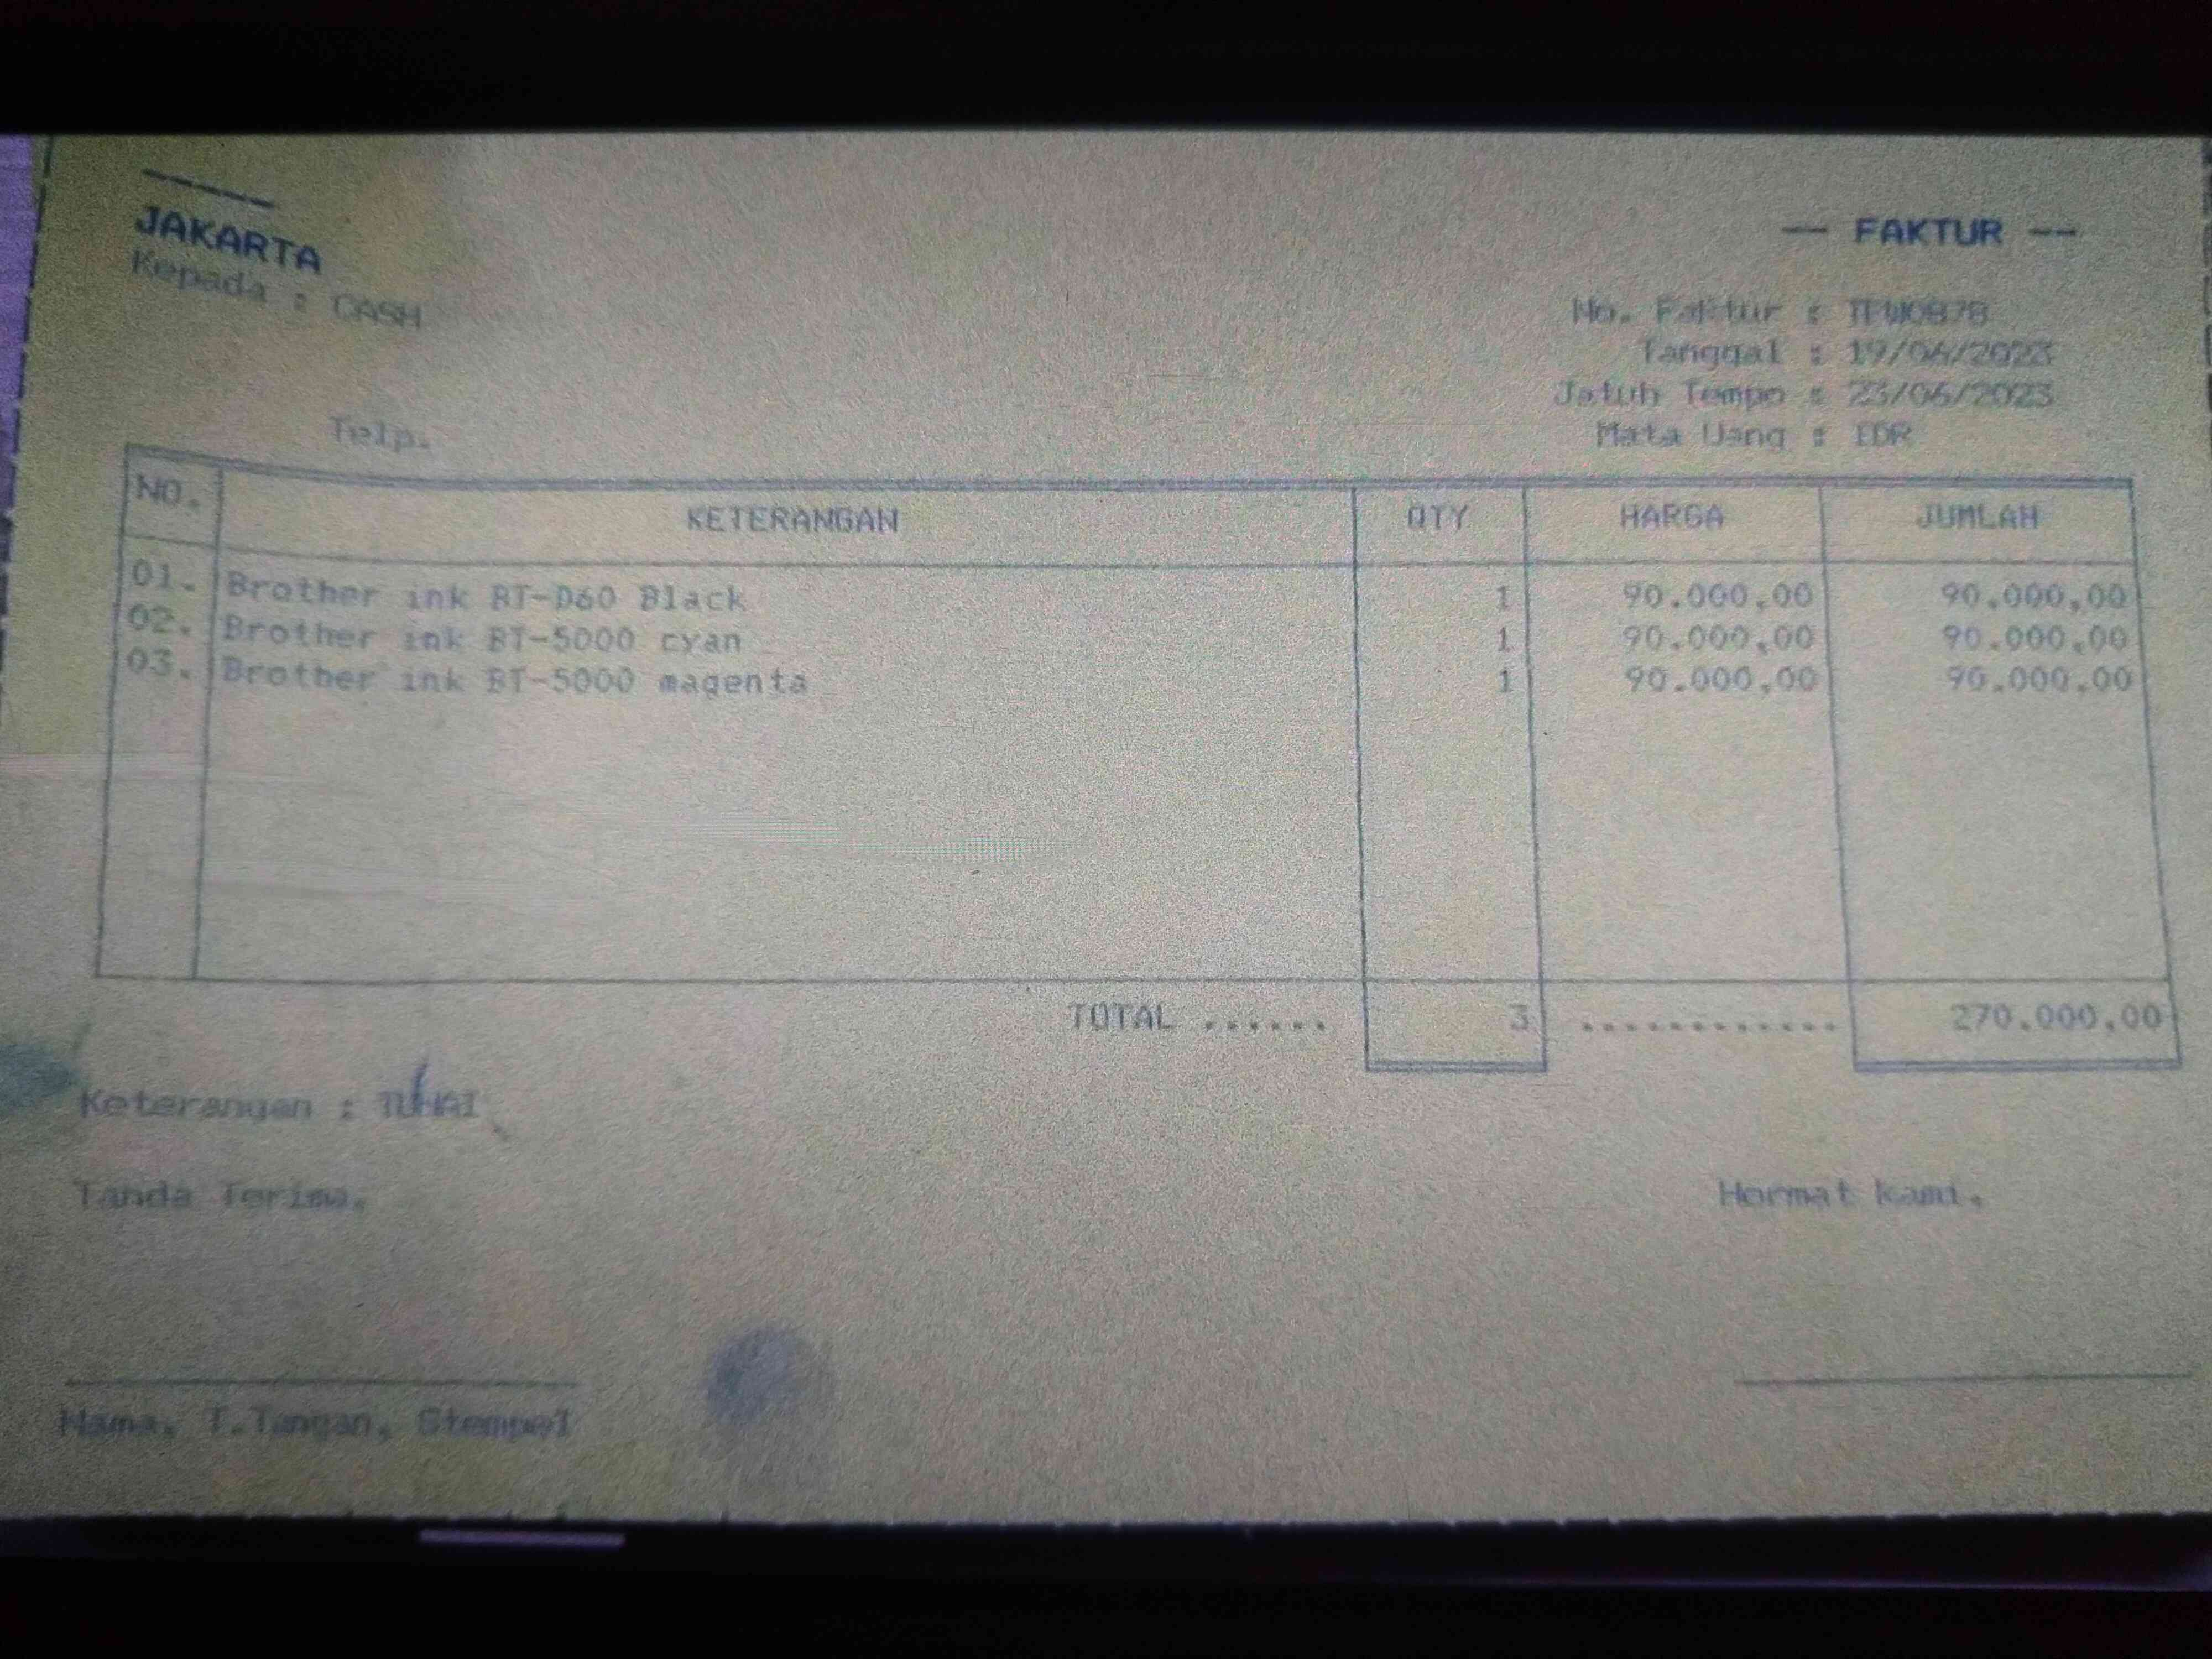 -----
JAKARTA
Kepada : CASH
Telp.
-- FAKTUR --
No. Faktur :
Tanggal : 19/06/2023
Jatuh Tempo : 23/06/2023
Mata Uang : IDR
NO. KETERANGAN QTY HARGA JUMLAH
01. Brother ink BT-D60 Black 1 90.000,00 90.000,00
02. Brother ink BT-5000 cyan 1 90.000,00 90.000,00
03. Brother ink BT-5000 magenta 1 90.000,00 90.000,00
TOTAL ...... 3 ............ 270.000,00
Keterangan : TUNAI
Tanda Terima, Hormat kami,
Nama, T.Tangan, Stempel